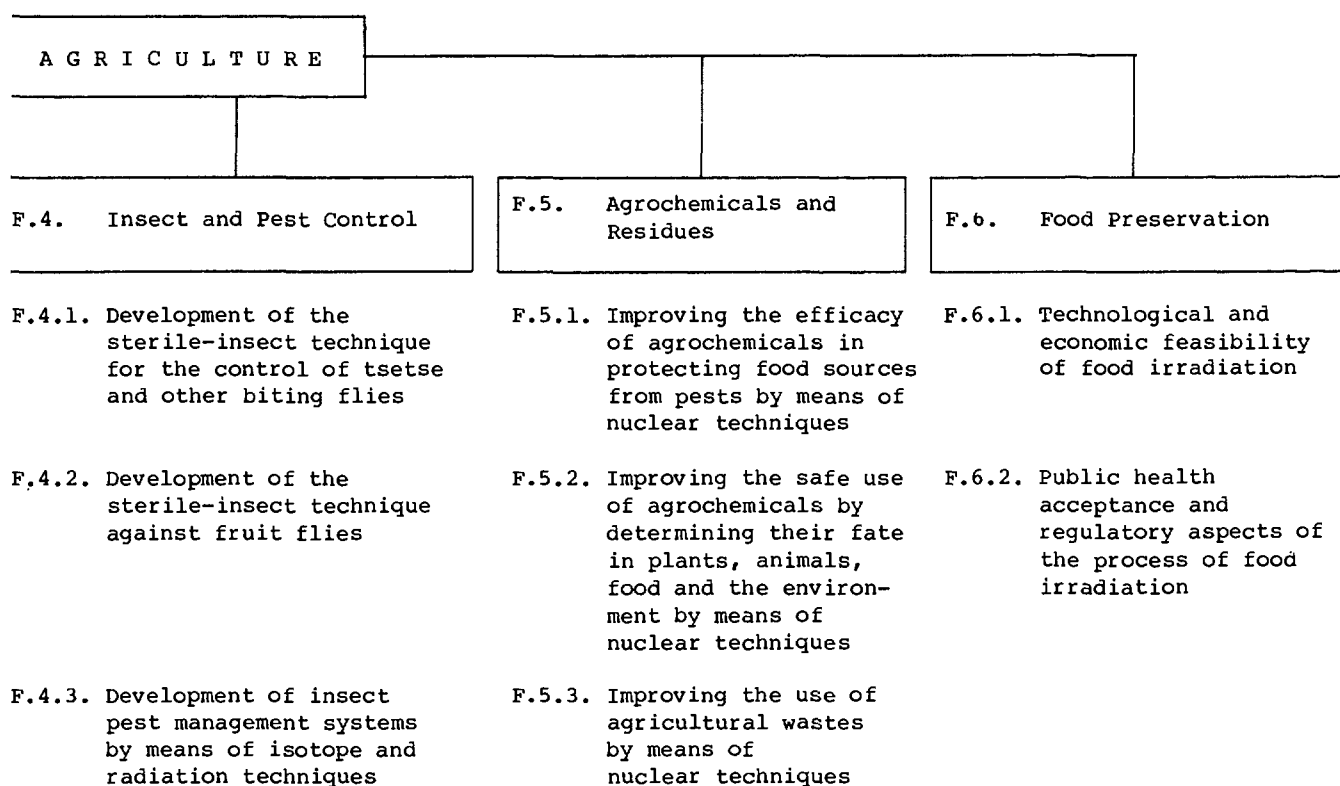 A G R I C U L T U R E
F.4. Insect and Pest Control
F.4.1. Development of the
sterile-insect technique
for the control of tsetse
and other biting flies
F.4.2. Development of the
sterile-insect technique
against fruit flies
F.4.3. Development of insect
pest management systems
by means of isotope and
radiation techniques
F.5. Agrochemicals and
Residues
F.5.1. Improving the efficacy
of agrochemicals in
protecting food sources
from pests by means of
nuclear techniques
F.5.2. Improving the safe use
of agrochemicals by
determining their fate
in plants, animals,
food and the environ-
ment by means of
nuclear techniques
F.5.3. Improving the use of
agricultural wastes
by means of
nuclear techniques
F.6. Food Preservation
F.6.1. Technological and
economic feasibility
of food irradiation
F.6.2. Public health
acceptance and
regulatory aspects of
the process of food
irradiation